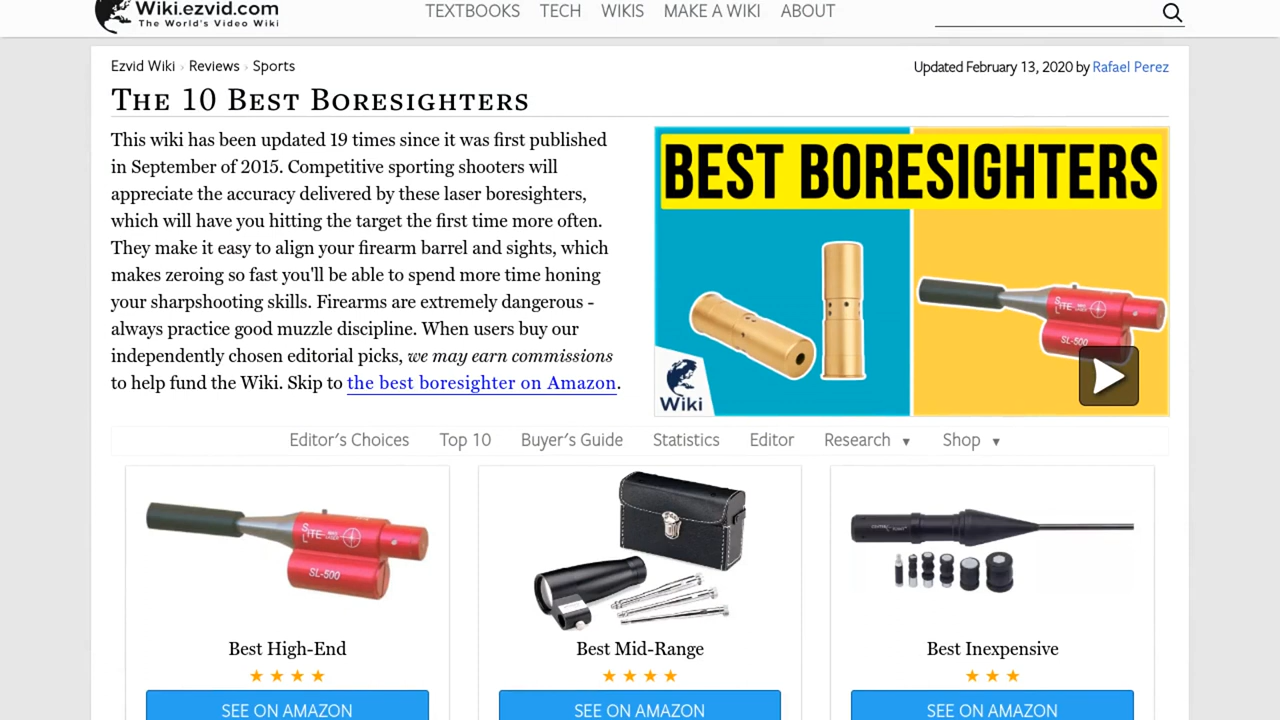 Wiki.ezvid.com
The World's Video Wiki
TEXTBOOKS TECH WIKIS MAKE A WIKI ABOUT
Ezvid Wiki › Reviews › Sports
Updated February 13, 2020 by Rafael Perez
The 10 Best Boresighters
This wiki has been updated 19 times since it was first published
in September of 2015. Competitive sporting shooters will
appreciate the accuracy delivered by these laser boresighters,
which will have you hitting the target the first time more often.
They make it easy to align your firearm barrel and sights, which
makes zeroing so fast you'll be able to spend more time honing
your sharpshooting skills. Firearms are extremely dangerous -
always practice good muzzle discipline. When users buy our
independently chosen editorial picks, we may earn commissions
to help fund the Wiki. Skip to the best boresighter on Amazon.
BEST BORESIGHTERS
SL-500
Wiki
Editor's Choices Top 10 Buyer's Guide Statistics Editor Research ▼ Shop ▼
SITE
SL-500
Best High-End
★ ★ ★ ★
SEE ON AMAZON
Best Mid-Range
★ ★ ★ ★
SEE ON AMAZON
Best Inexpensive
★ ★ ★
SEE ON AMAZON